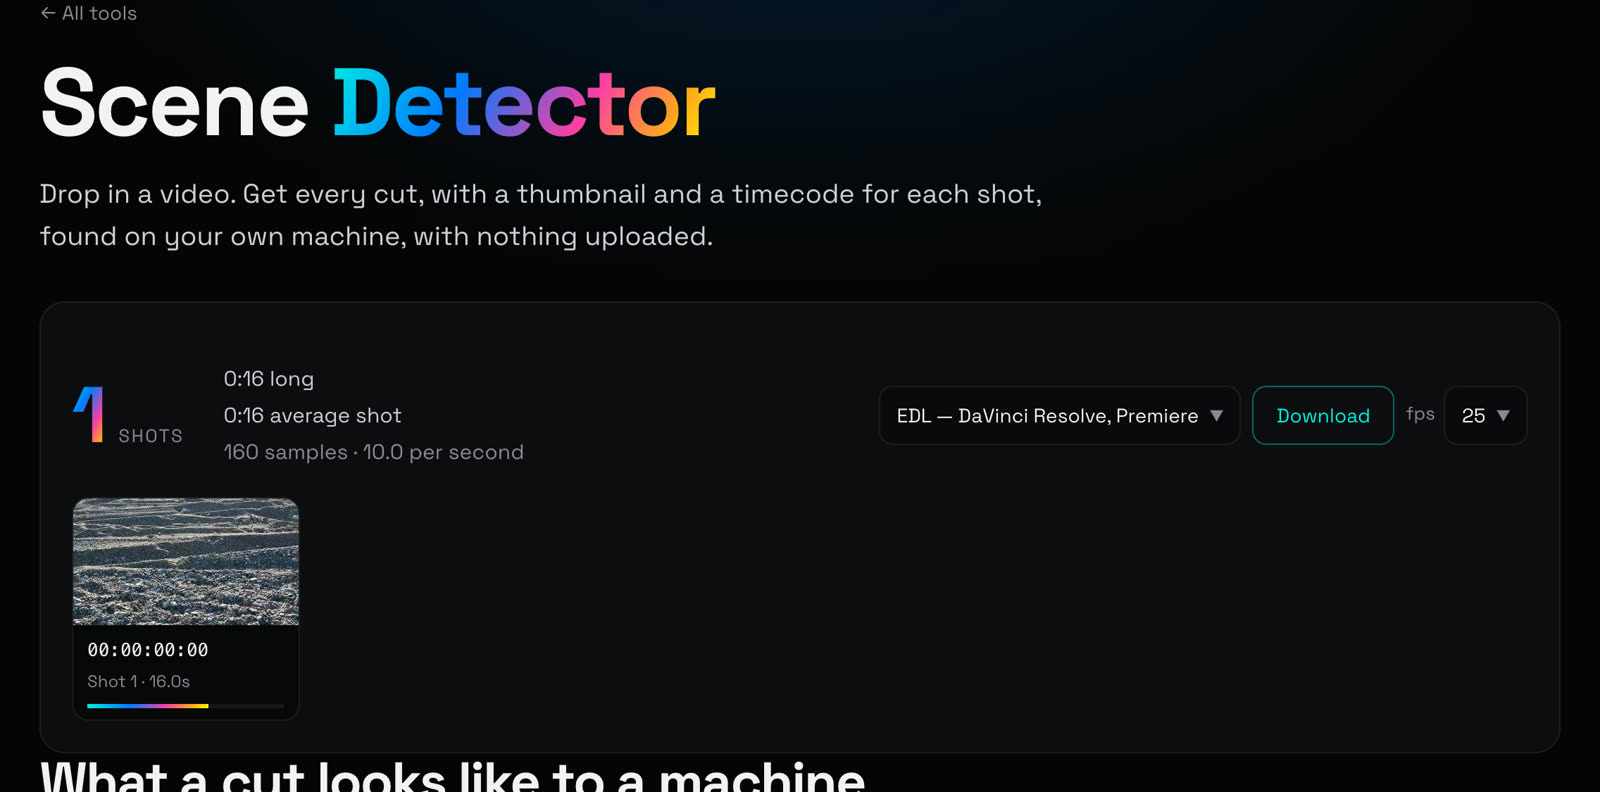 ← All tools
Scene Detector
Drop in a video. Get every cut, with a thumbnail and a timecode for each shot,
found on your own machine, with nothing uploaded.
1 SHOTS
0:16 long
0:16 average shot
160 samples · 10.0 per second
EDL — DaVinci Resolve, Premiere ▼
Download
fps
25 ▼
00:00:00:00
Shot 1 · 16.0s
What a cut looks like to a machine